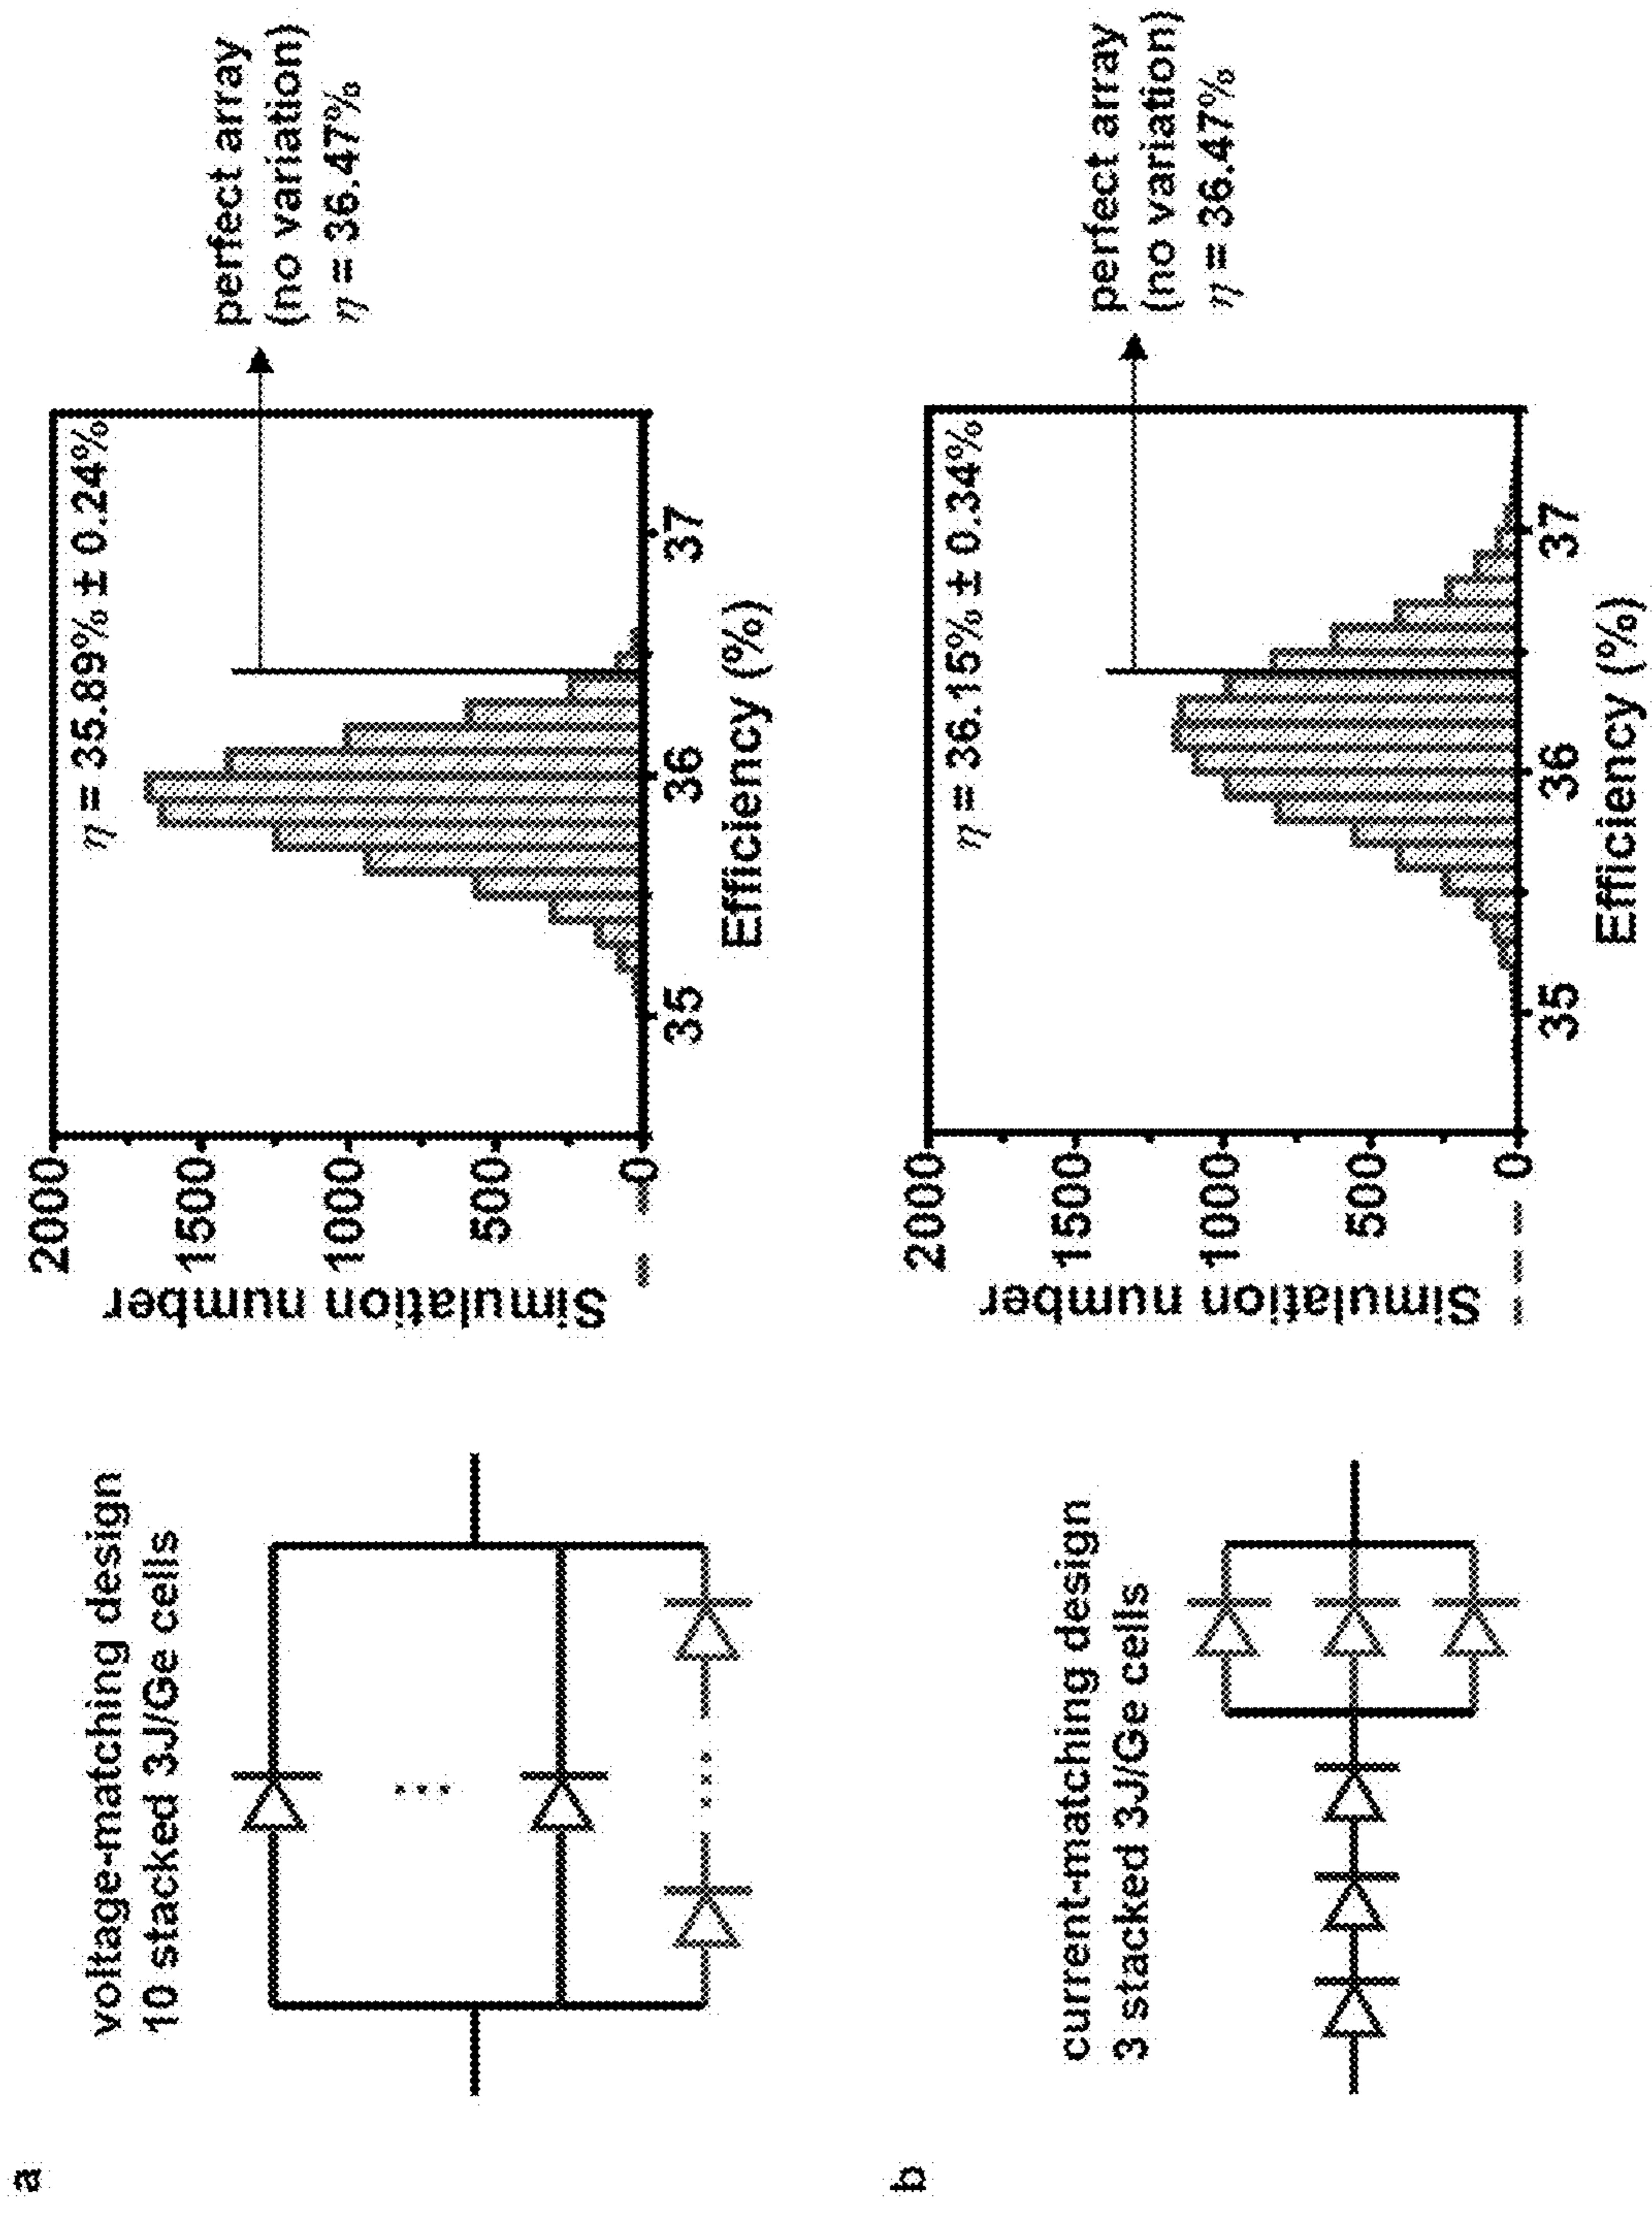 a
voltage-matching design
10 stacked 3J/Ge cells
...
...
Simulation number
2000
1500
1000
500
0
η = 35.89% ± 0.24%
35
36
37
Efficiency (%)
perfect array
(no variation)
η = 36.47%
b
current-matching design
3 stacked 3J/Ge cells
Simulation number
2000
1500
1000
500
0
η = 36.15% ± 0.34%
35
36
37
Efficiency (%)
perfect array
(no variation)
η = 36.47%